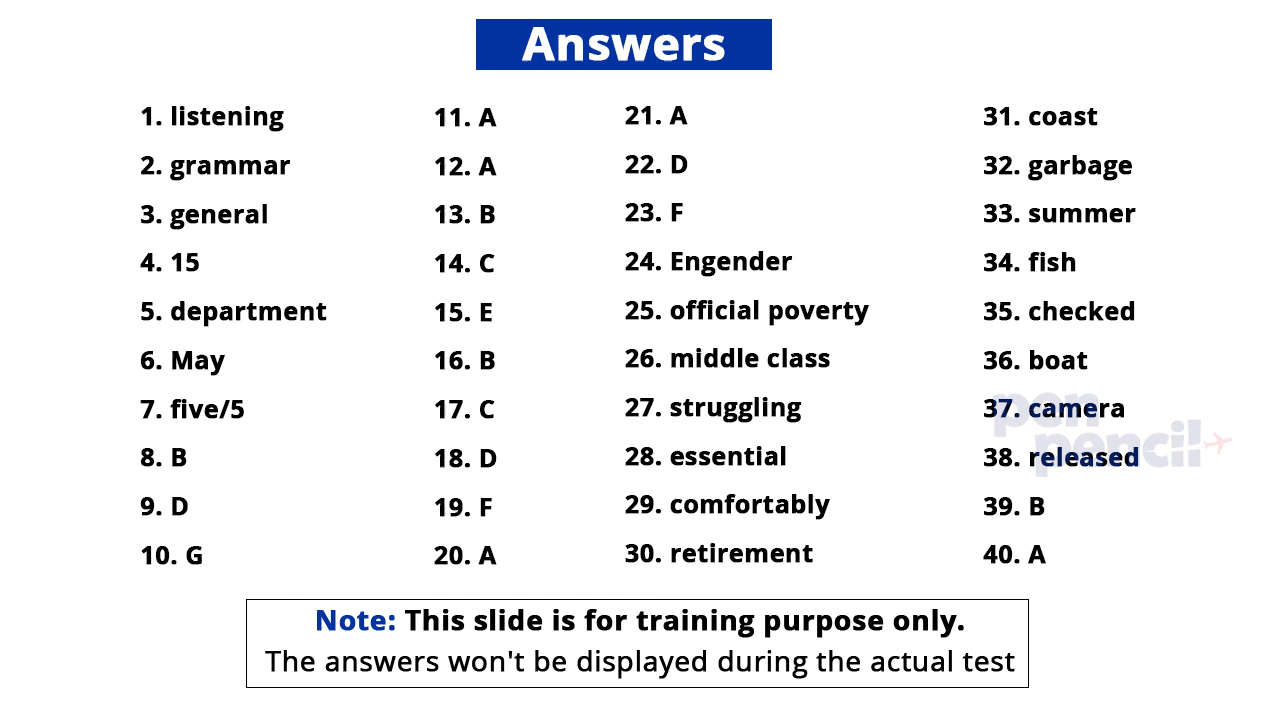 Answers
1. listening
2. grammar
3. general
4. 15
5. department
6. May
7. five/5
8. B
9. D
10. G
11. A
12. A
13. B
14. C
15. E
16. B
17. C
18. D
19. F
20. A
21. A
22. D
23. F
24. Engender
25. official poverty
26. middle class
27. struggling
28. essential
29. comfortably
30. retirement
31. coast
32. garbage
33. summer
34. fish
35. checked
36. boat
37. camera
38. released
39. B
40. A
pen
pencil
Note: This slide is for training purpose only.
The answers won't be displayed during the actual test